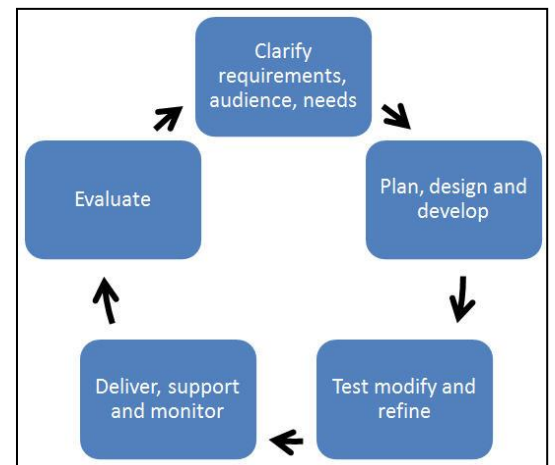 Clarify
requirements,
audience, needs
Plan, design and
develop
Test modify and
refine
Deliver, support
and monitor
Evaluate